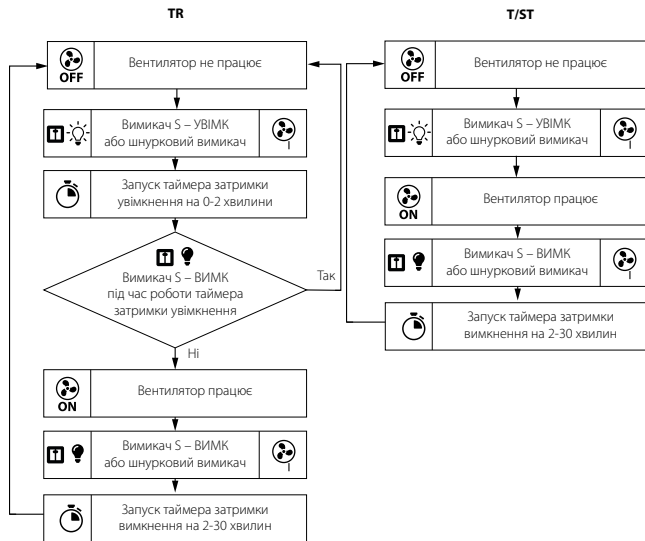 TR
OFF
Вентилятор не працює
Вимикач S – УВІМК
або шнурковий вимикач
Запуск таймера затримки
увімкнення на 0-2 хвилини
Вимикач S – ВИМК
під час роботи таймера
затримки увімкнення
Так
Ні
ON
Вентилятор працює
Вимикач S – ВИМК
або шнурковий вимикач
Запуск таймера затримки
вимкнення на 2-30 хвилин
T/ST
OFF
Вентилятор не працює
Вимикач S – УВІМК
або шнурковий вимикач
ON
Вентилятор працює
Вимикач S – ВИМК
або шнурковий вимикач
Запуск таймера затримки
вимкнення на 2-30 хвилин